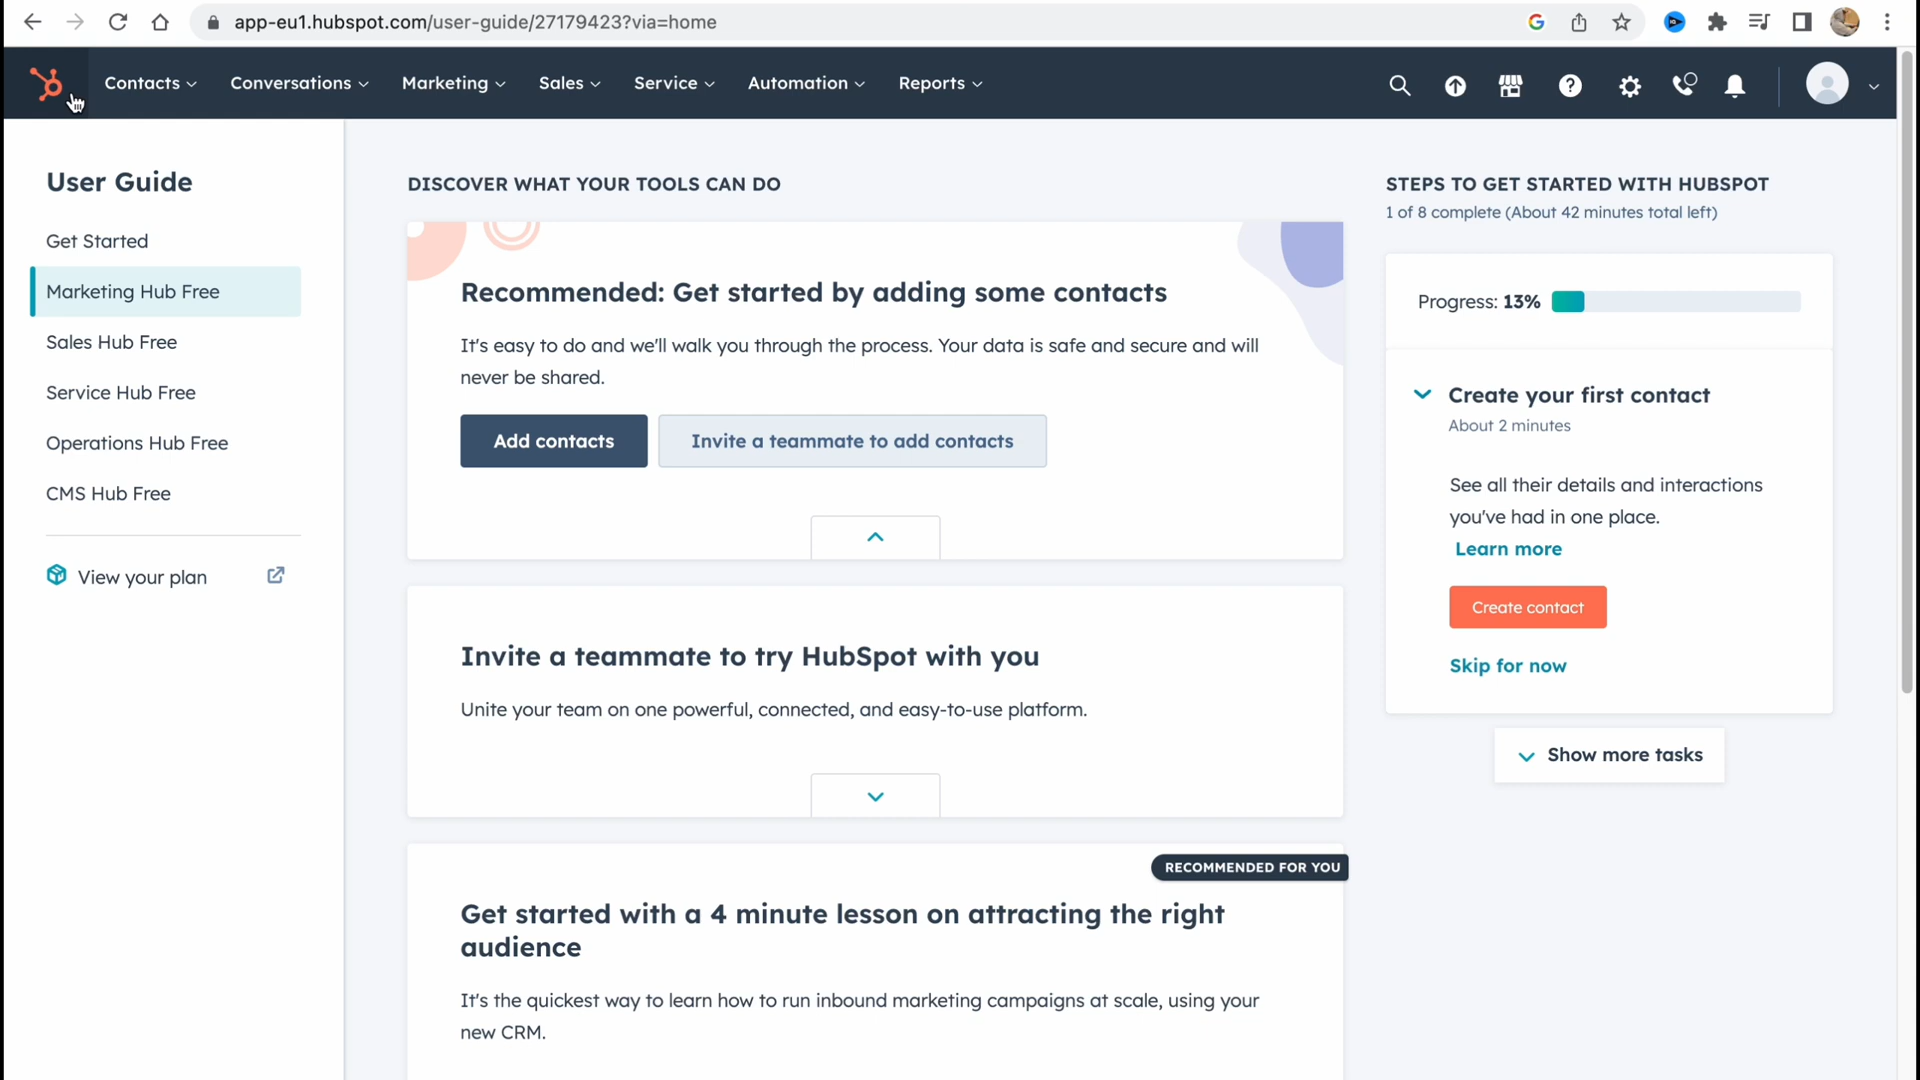 app-eu1.hubspot.com/user-guide/27179423?via=home
Contacts
Conversations
Marketing
Sales
Service
Automation
Reports
User Guide
Get Started
Marketing Hub Free
Sales Hub Free
Service Hub Free
Operations Hub Free
CMS Hub Free
View your plan
DISCOVER WHAT YOUR TOOLS CAN DO
Recommended: Get started by adding some contacts
It's easy to do and we'll walk you through the process. Your data is safe and secure and will
never be shared.
Add contacts
Invite a teammate to add contacts
Invite a teammate to try HubSpot with you
Unite your team on one powerful, connected, and easy-to-use platform.
RECOMMENDED FOR YOU
Get started with a 4 minute lesson on attracting the right
audience
It's the quickest way to learn how to run inbound marketing campaigns at scale, using your
new CRM.
STEPS TO GET STARTED WITH HUBSPOT
1 of 8 complete (About 42 minutes total left)
Progress: 13%
Create your first contact
About 2 minutes
See all their details and interactions
you've had in one place.
Learn more
Create contact
Skip for now
Show more tasks